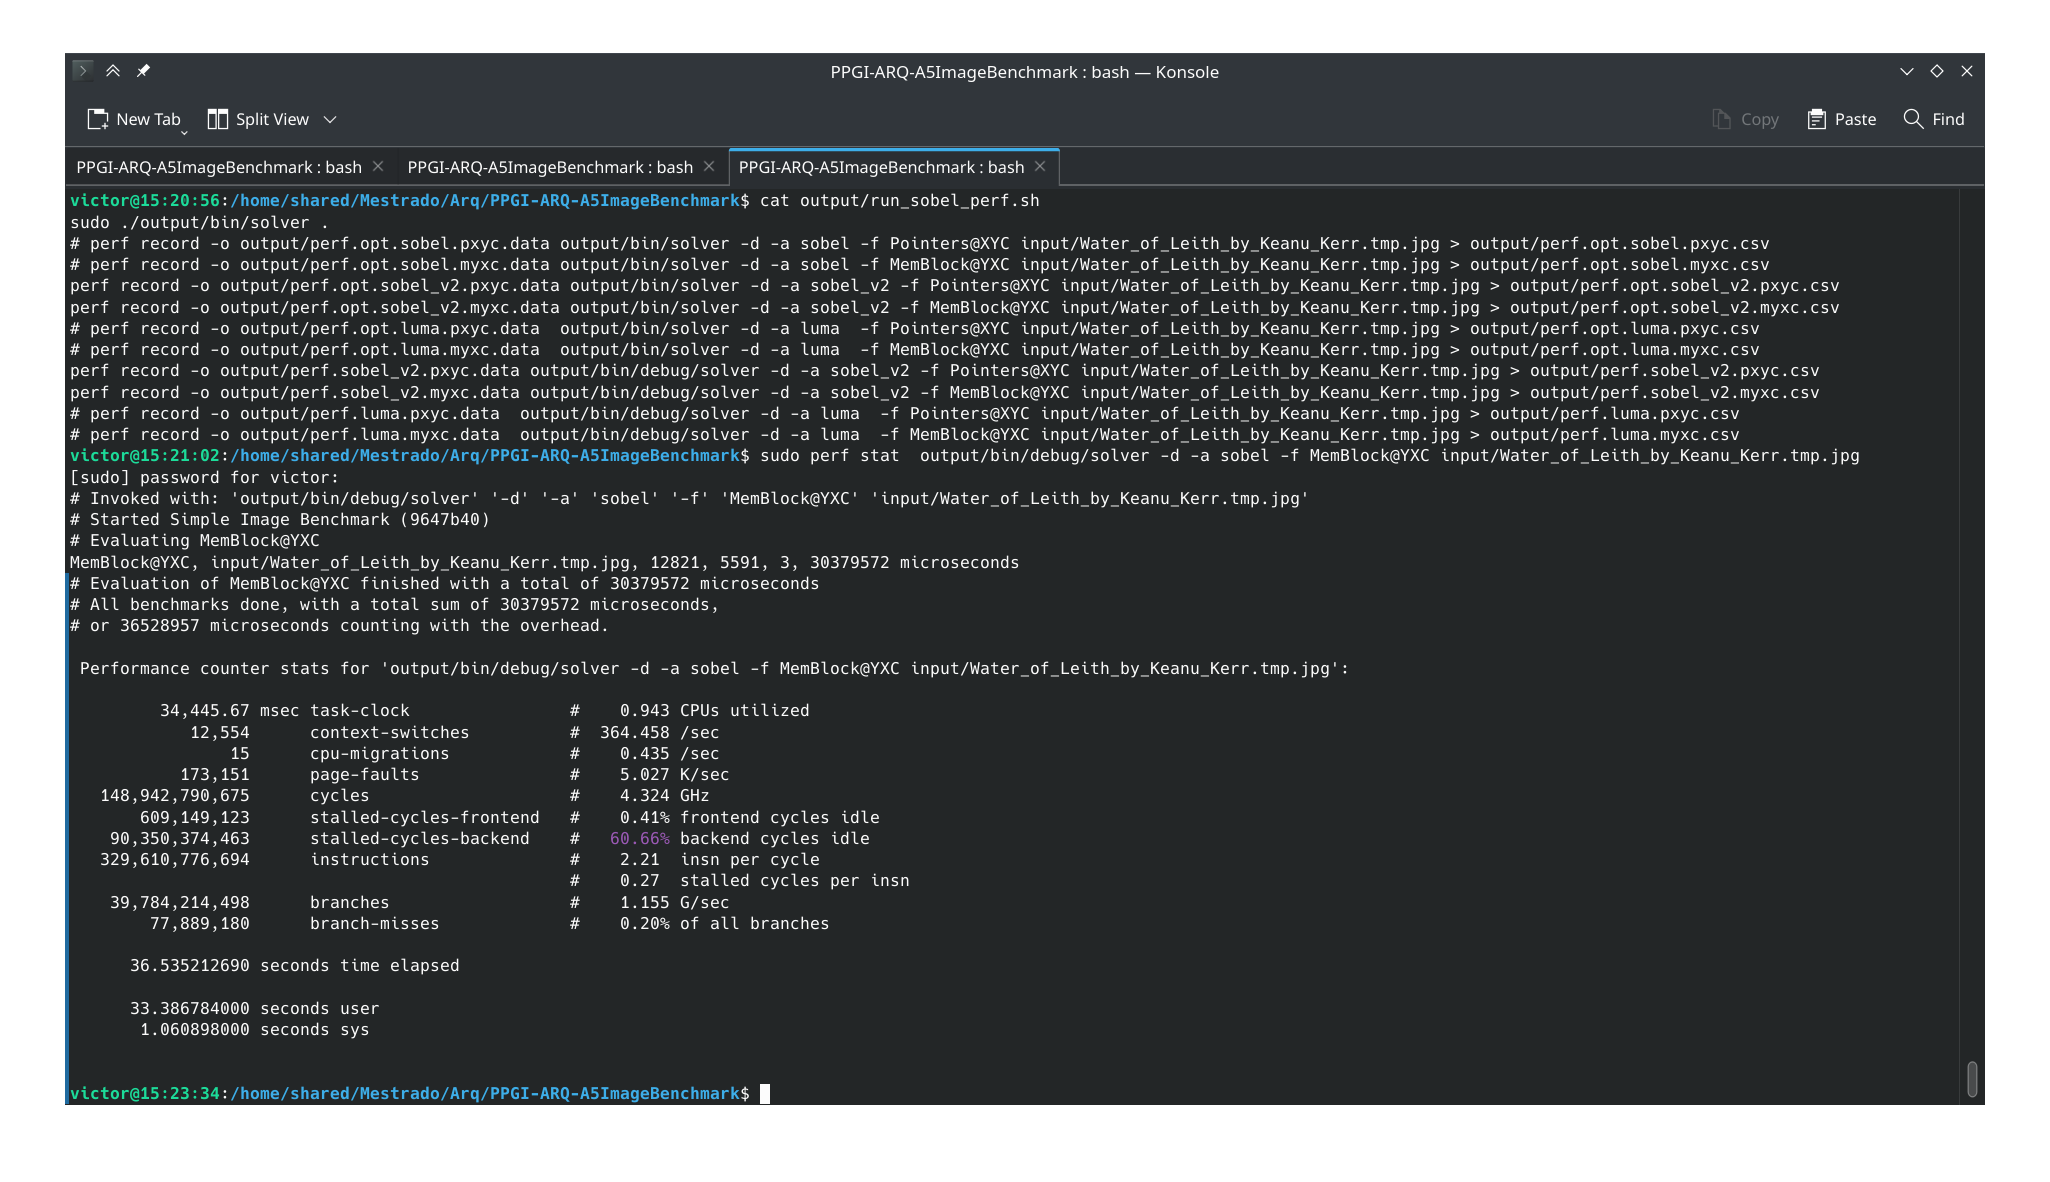 PPGI-ARQ-A5ImageBenchmark : bash — Konsole
New Tab Split View Copy Paste Find
PPGI-ARQ-A5ImageBenchmark : bash PPGI-ARQ-A5ImageBenchmark : bash PPGI-ARQ-A5ImageBenchmark : bash
victor@15:20:56:/home/shared/Mestrado/Arq/PPGI-ARQ-A5ImageBenchmark$ cat output/run_sobel_perf.sh
sudo ./output/bin/solver .
# perf record -o output/perf.opt.sobel.pxyc.data output/bin/solver -d -a sobel -f Pointers@XYC input/Water_of_Leith_by_Keanu_Kerr.tmp.jpg > output/perf.opt.sobel.pxyc.csv
# perf record -o output/perf.opt.sobel.myxc.data output/bin/solver -d -a sobel -f MemBlock@YXC input/Water_of_Leith_by_Keanu_Kerr.tmp.jpg > output/perf.opt.sobel.myxc.csv
perf record -o output/perf.opt.sobel_v2.pxyc.data output/bin/solver -d -a sobel_v2 -f Pointers@XYC input/Water_of_Leith_by_Keanu_Kerr.tmp.jpg > output/perf.opt.sobel_v2.pxyc.csv
perf record -o output/perf.opt.sobel_v2.myxc.data output/bin/solver -d -a sobel_v2 -f MemBlock@YXC input/Water_of_Leith_by_Keanu_Kerr.tmp.jpg > output/perf.opt.sobel_v2.myxc.csv
# perf record -o output/perf.opt.luma.pxyc.data  output/bin/solver -d -a luma  -f Pointers@XYC input/Water_of_Leith_by_Keanu_Kerr.tmp.jpg > output/perf.opt.luma.pxyc.csv
# perf record -o output/perf.opt.luma.myxc.data  output/bin/solver -d -a luma  -f MemBlock@YXC input/Water_of_Leith_by_Keanu_Kerr.tmp.jpg > output/perf.opt.luma.myxc.csv
perf record -o output/perf.sobel_v2.pxyc.data output/bin/debug/solver -d -a sobel_v2 -f Pointers@XYC input/Water_of_Leith_by_Keanu_Kerr.tmp.jpg > output/perf.sobel_v2.pxyc.csv
perf record -o output/perf.sobel_v2.myxc.data output/bin/debug/solver -d -a sobel_v2 -f MemBlock@YXC input/Water_of_Leith_by_Keanu_Kerr.tmp.jpg > output/perf.sobel_v2.myxc.csv
# perf record -o output/perf.luma.pxyc.data  output/bin/debug/solver -d -a luma  -f Pointers@XYC input/Water_of_Leith_by_Keanu_Kerr.tmp.jpg > output/perf.luma.pxyc.csv
# perf record -o output/perf.luma.myxc.data  output/bin/debug/solver -d -a luma  -f MemBlock@YXC input/Water_of_Leith_by_Keanu_Kerr.tmp.jpg > output/perf.luma.myxc.csv
victor@15:21:02:/home/shared/Mestrado/Arq/PPGI-ARQ-A5ImageBenchmark$ sudo perf stat  output/bin/debug/solver -d -a sobel -f MemBlock@YXC input/Water_of_Leith_by_Keanu_Kerr.tmp.jpg
[sudo] password for victor:
# Invoked with: 'output/bin/debug/solver' '-d' '-a' 'sobel' '-f' 'MemBlock@YXC' 'input/Water_of_Leith_by_Keanu_Kerr.tmp.jpg'
# Started Simple Image Benchmark (9647b40)
# Evaluating MemBlock@YXC
MemBlock@YXC, input/Water_of_Leith_by_Keanu_Kerr.tmp.jpg, 12821, 5591, 3, 30379572 microseconds
# Evaluation of MemBlock@YXC finished with a total of 30379572 microseconds
# All benchmarks done, with a total sum of 30379572 microseconds,
# or 36528957 microseconds counting with the overhead.
Performance counter stats for 'output/bin/debug/solver -d -a sobel -f MemBlock@YXC input/Water_of_Leith_by_Keanu_Kerr.tmp.jpg':
34,445.67 msec task-clock # 0.943 CPUs utilized
12,554 context-switches # 364.458 /sec
15 cpu-migrations # 0.435 /sec
173,151 page-faults # 5.027 K/sec
148,942,790,675 cycles # 4.324 GHz
609,149,123 stalled-cycles-frontend # 0.41% frontend cycles idle
90,350,374,463 stalled-cycles-backend # 60.66% backend cycles idle
329,610,776,694 instructions # 2.21 insn per cycle
# 0.27 stalled cycles per insn
39,784,214,498 branches # 1.155 G/sec
77,889,180 branch-misses # 0.20% of all branches
36.535212690 seconds time elapsed
33.386784000 seconds user
1.060898000 seconds sys
victor@15:23:34:/home/shared/Mestrado/Arq/PPGI-ARQ-A5ImageBenchmark$